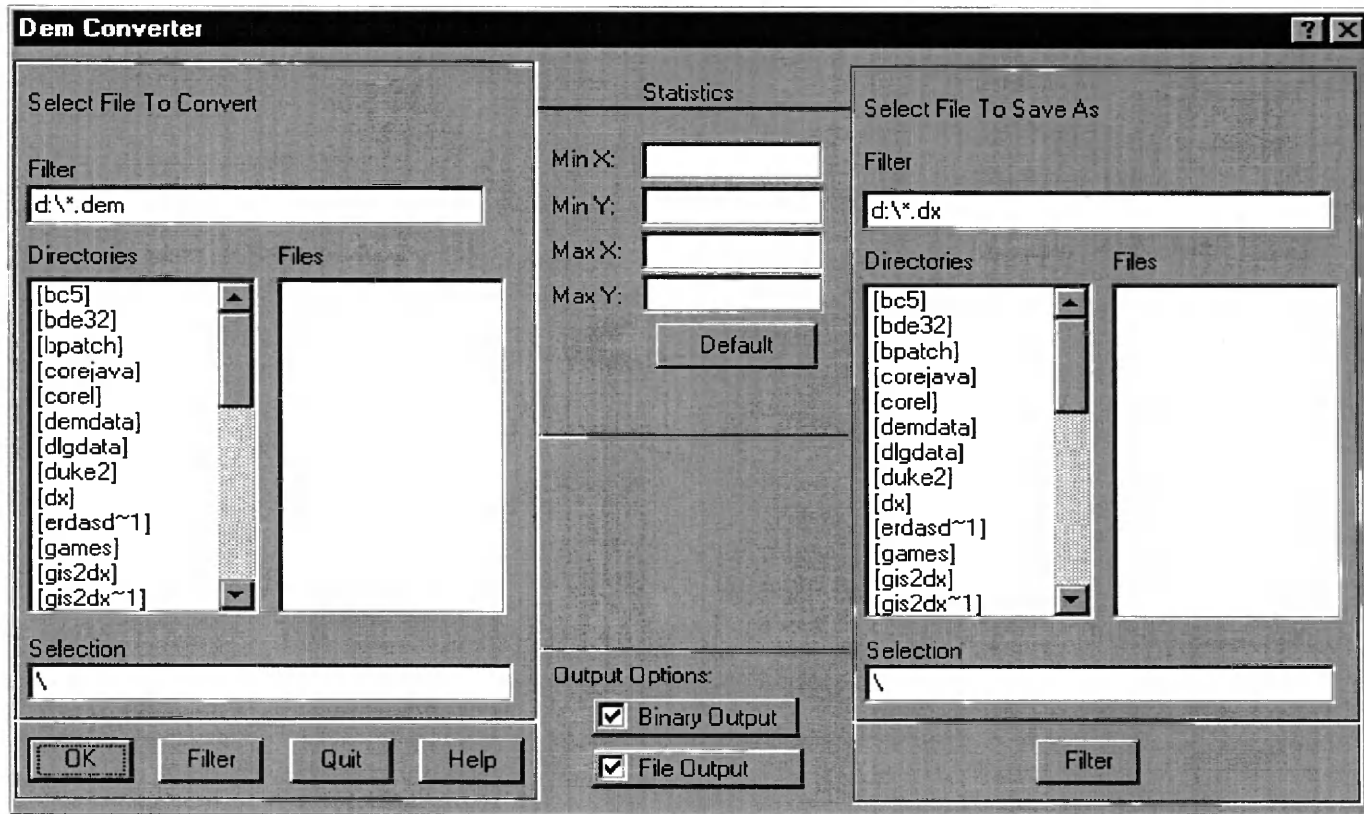 Dem Converter
Select File To Convert
Filter
d:\*.dem
Directories
Files
[bc5]
[bde32]
[bpatch]
[corejava]
[corel]
[demdata]
[dlgdata]
[duke2]
[dx]
[erdasd~1]
[games]
[gis2dx]
[gis2dx~1]
Selection
\
OK
Filter
Quit
Help
Statistics
Min X:
Min Y:
Max X:
Max Y:
Default
Output Options:
Binary Output
File Output
Select File To Save As
Filter
d:\*.dx
Directories
Files
[bc5]
[bde32]
[bpatch]
[corejava]
[corel]
[demdata]
[dlgdata]
[duke2]
[dx]
[erdasd~1]
[games]
[gis2dx]
[gis2dx~1]
Selection
\
Filter